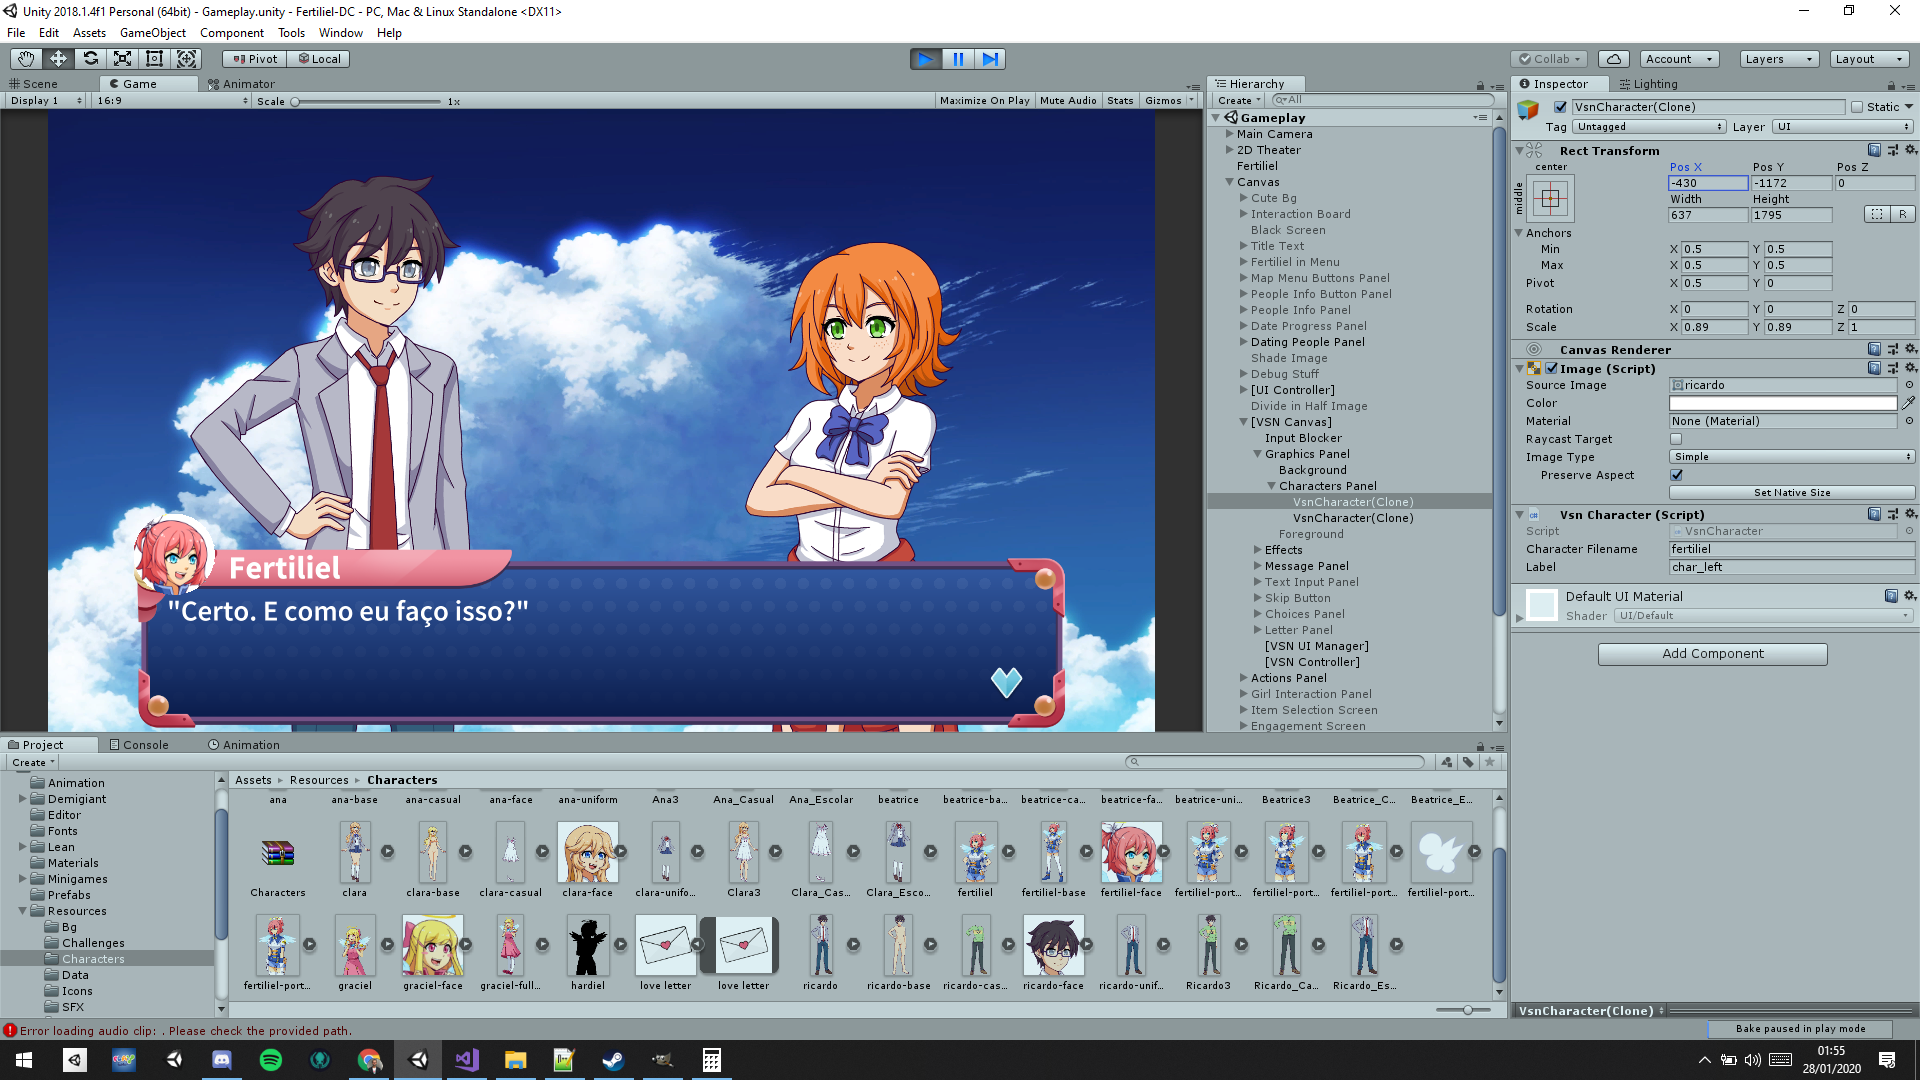 Unity 2018.1.4f1 Personal (64bit) - Gameplay.unity - Fertiliel-DC - PC, Mac & Linux Standalone <DX11>
File Edit Assets GameObject Component Tools Window Help
Pivot Local Collab Account Layers Layout
Scene Game Animator
Display 1 16:9 Scale 1x Maximize On Play Mute Audio Stats Gizmos
Fertiliel
"Certo. E como eu faço isso?"
Hierarchy
Create All
Gameplay
Main Camera
2D Theater
Fertiliel
Canvas
Cute Bg
Interaction Board
Black Screen
Title Text
Fertiliel in Menu
Map Menu Buttons Panel
People Info Button Panel
People Info Panel
Date Progress Panel
Dating People Panel
Shade Image
Debug Stuff
[UI Controller]
Divide in Half Image
[VSN Canvas]
Input Blocker
Graphics Panel
Background
Characters Panel
VsnCharacter(Clone)
VsnCharacter(Clone)
Foreground
Effects
Message Panel
Text Input Panel
Skip Button
Choices Panel
Letter Panel
[VSN UI Manager]
[VSN Controller]
Actions Panel
Girl Interaction Panel
Item Selection Screen
Engagement Screen
Inspector Lighting
VsnCharacter(Clone) Static
Tag Untagged Layer UI
Rect Transform
center
middle
Pos X Pos Y Pos Z
-430 -1172 0
Width Height
637 1795 R
Anchors
Min X 0.5 Y 0.5
Max X 0.5 Y 0.5
Pivot X 0.5 Y 0
Rotation X 0 Y 0 Z 0
Scale X 0.89 Y 0.89 Z 1
Canvas Renderer
Image (Script)
Source Image ricardo
Color
Material None (Material)
Raycast Target
Image Type Simple
Preserve Aspect
Set Native Size
Vsn Character (Script)
Script VsnCharacter
Character Filename fertiliel
Label char_left
Default UI Material
Shader UI/Default
Add Component
VsnCharacter(Clone)
Bake paused in play mode
Project Console Animation
Create
Animation
Demigiant
Editor
Fonts
Lean
Materials
Minigames
Prefabs
Resources
Bg
Challenges
Characters
Data
Icons
SFX
Assets Resources Characters
ana ana-base ana-casual ana-face ana-uniform Ana3 Ana_Casual Ana_Escolar beatrice beatrice-ba... beatrice-ca... beatrice-fa... beatrice-uni... Beatrice3 Beatrice_C... Beatrice_E...
Characters clara clara-base clara-casual clara-face clara-unifo... Clara3 Clara_Cas... Clara_Esco... fertiliel fertiliel-base fertiliel-face fertiliel-port... fertiliel-port... fertiliel-port... fertiliel-port...
fertiliel-port... graciel graciel-face graciel-full... hardiel love letter love letter ricardo ricardo-base ricardo-cas... ricardo-face ricardo-unif... Ricardo3 Ricardo_Ca... Ricardo_Es...
Error loading audio clip: . Please check the provided path.
01:55
28/01/2020